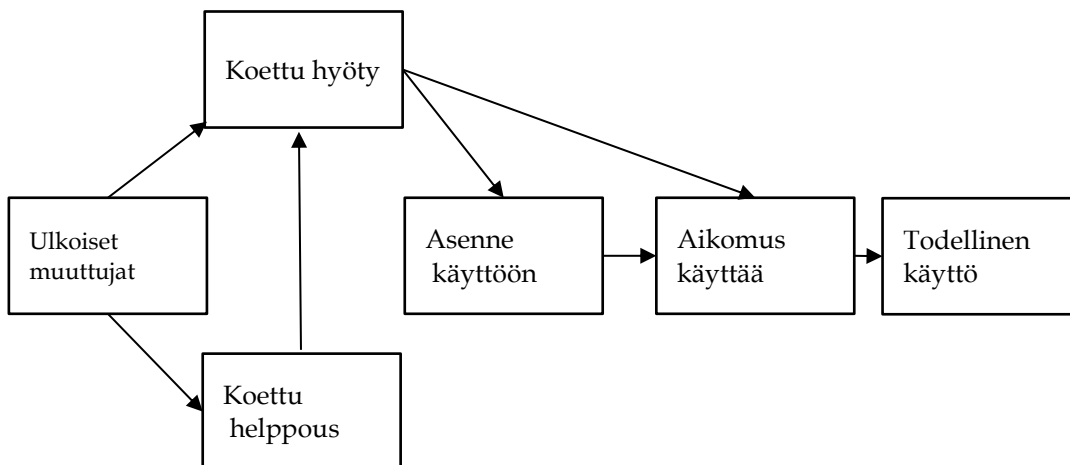 Koettu hyöty
Ulkoiset
muuttujat
Asenne
käyttöön
Aikomus
käyttää
Todellinen
käyttö
Koettu
helppous